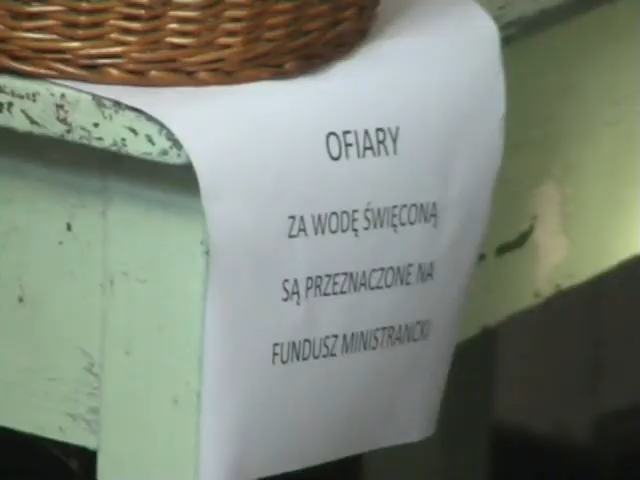 OFIARY
ZA WODĘ ŚWIĘCONĄ
SĄ PRZEZNACZONE NA
FUNDUSZ MINISTRANCKI